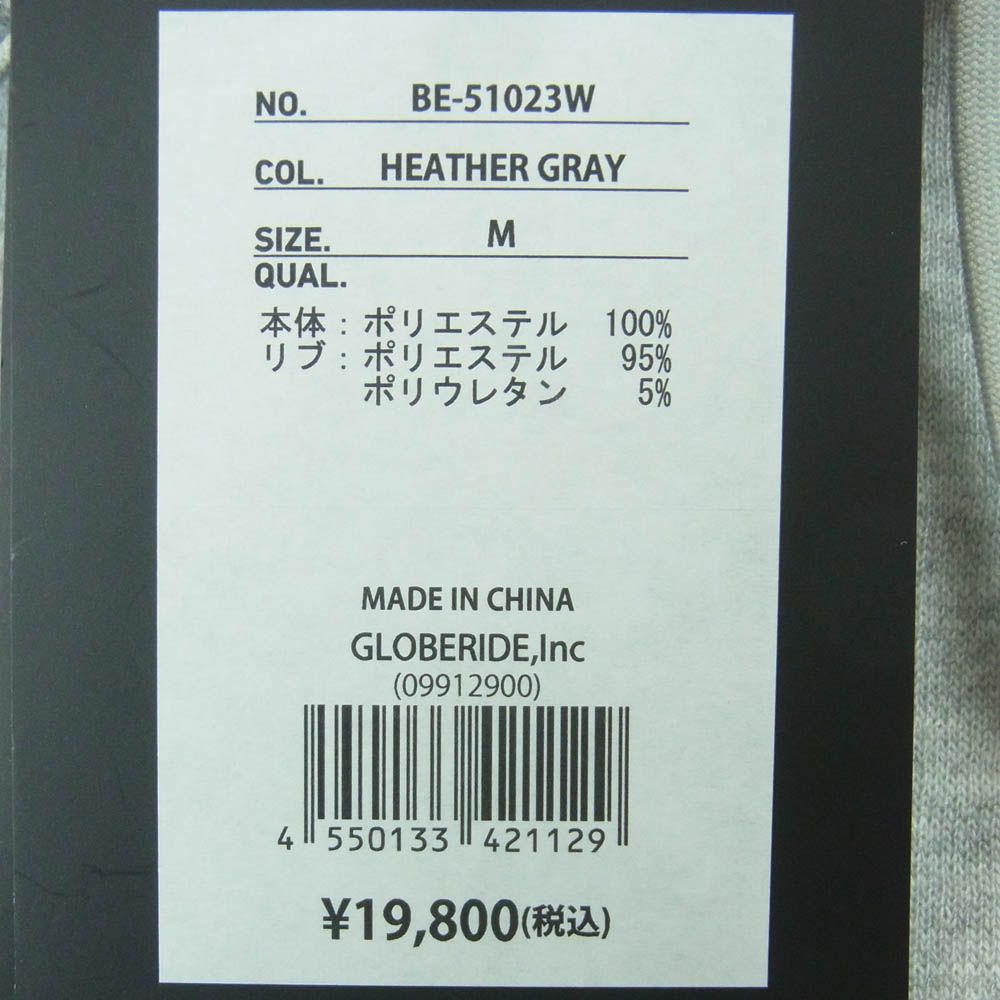 NO. BE-51023W
COL. HEATHER GRAY
SIZE. M
QUAL.
本体：ポリエステル 100%
リブ：ポリエステル 95%
ポリウレタン 5%
MADE IN CHINA
GLOBERIDE,Inc
(09912900)
4 550133 421129
¥19,800(税込)